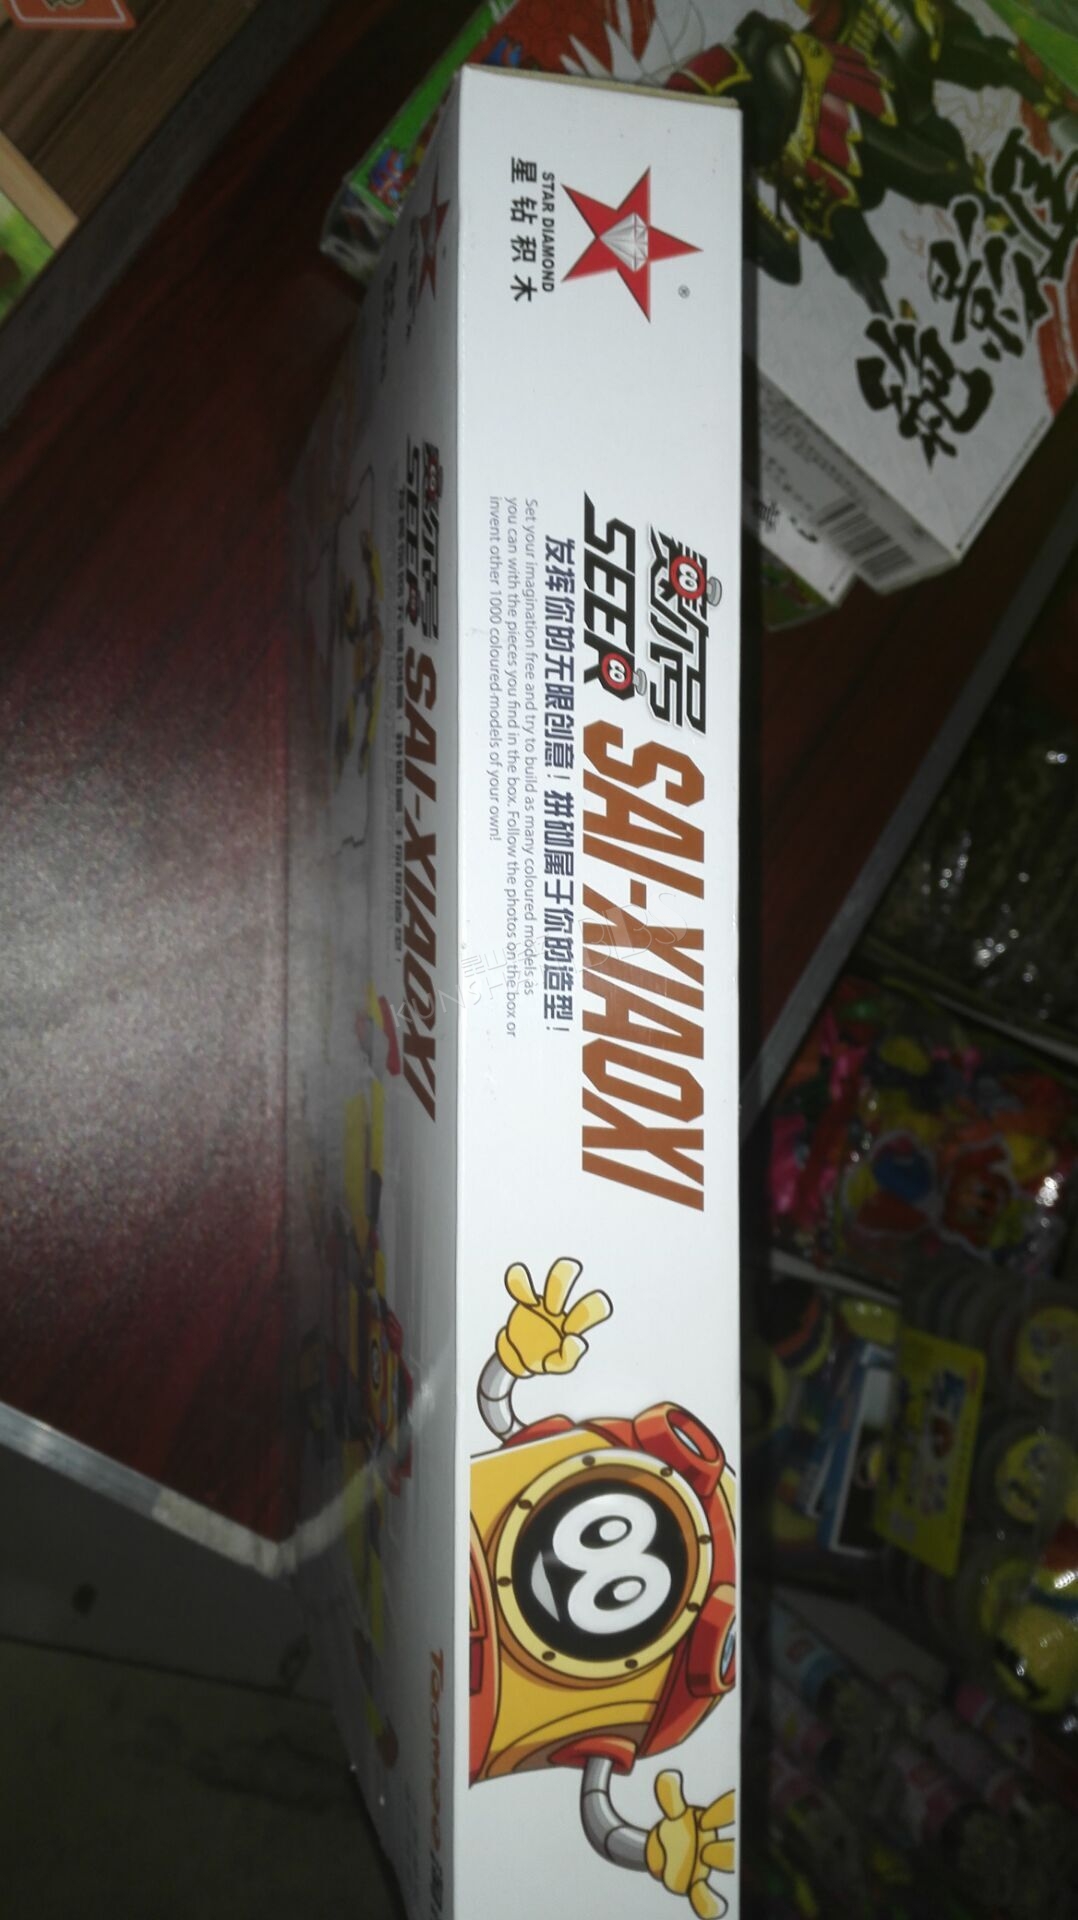 STAR DIAMOND
星钻积木
®
赛尔号
SEER
SAI-XIAOXI
发挥你的无限创意！拼砌属于你的造型！
Set your imagination free and try to build as many coloured models as
you can with the pieces you find in the box. Follow the photos on the box or
invent other 1000 coloured models of your own!
赛尔号
SEER
SAI-XIAOXI
Taomee
绝影